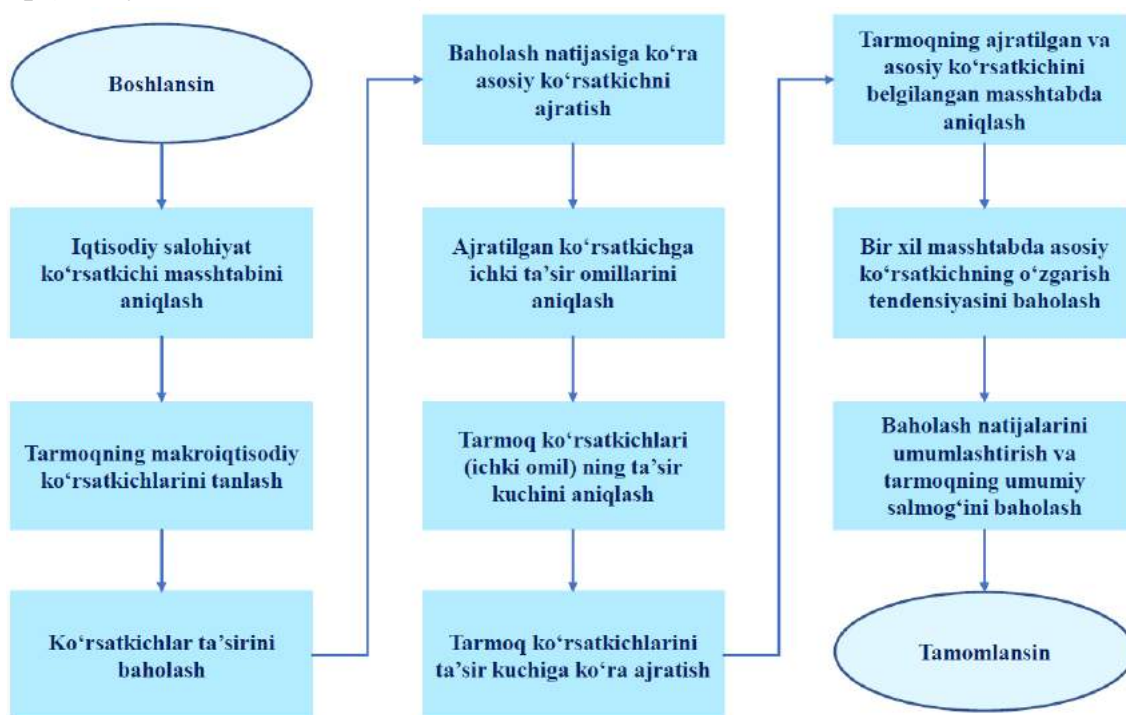 Boshlansin
Iqtisodiy salohiyat
ko‘rsatkichi masshtabini
aniqlash
Tarmoqning makroiqtisodiy
ko‘rsatkichlarini tanlash
Ko‘rsatkichlar ta’sirini
baholash
Baholash natijasiga ko‘ra
asosiy ko‘rsatkichni
ajratish
Ajratilgan ko‘rsatkichga
ichki ta’sir omillarini
aniqlash
Tarmoq ko‘rsatkichlari
(ichki omil) ning ta’sir
kuchini aniqlash
Tarmoq ko‘rsatkichlarini
ta’sir kuchiga ko‘ra ajratish
Tarmoqning ajratilgan va
asosiy ko‘rsatkichini
belgilangan masshtabda
aniqlash
Bir xil masshtabda asosiy
ko‘rsatkichning o‘zgarish
tendensiyasini baholash
Baholash natijalarini
umumlashtirish va
tarmoqning umumiy
salmog‘ini baholash
Tamomlansin